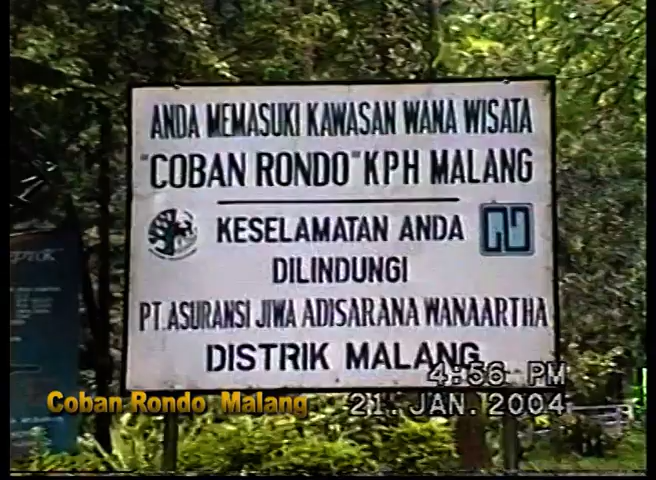 ANDA MEMASUKI KAWASAN WANA WISATA
"COBAN RONDO" KPH MALANG
KESELAMATAN ANDA
DILINDUNGI
PT. ASURANSI JIWA ADISARANA WANAARTHA
DISTRIK MALANG
4:56 PM
Coban Rondo Malang
21. JAN. 2004